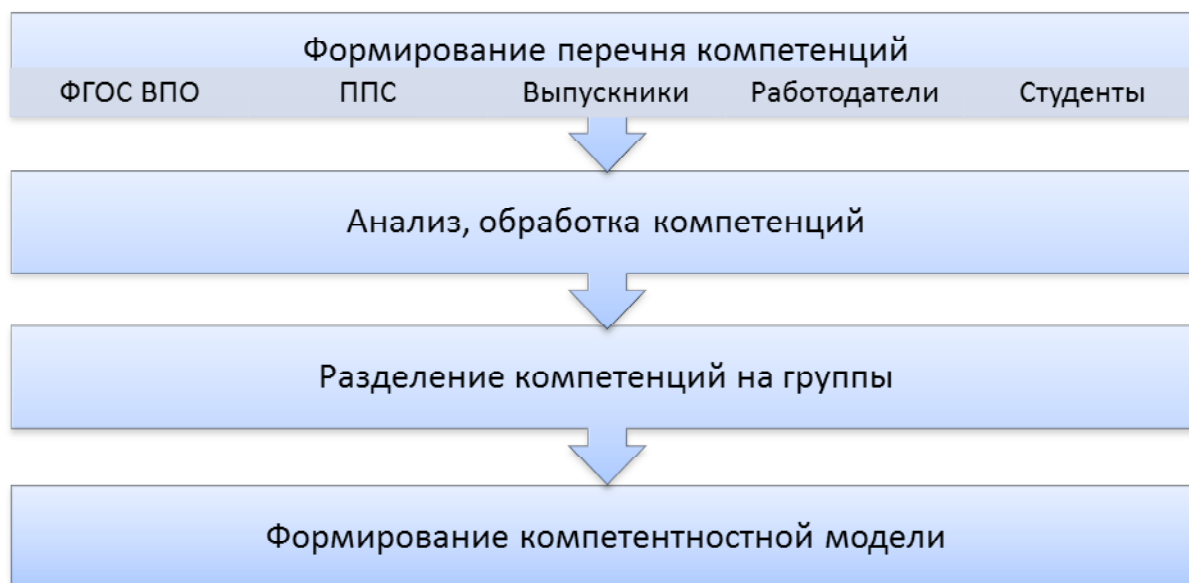 Формирование перечня компетенций
ФГОС ВПО ППС Выпускники Работодатели Студенты
Анализ, обработка компетенций
Разделение компетенций на группы
Формирование компетентностной модели